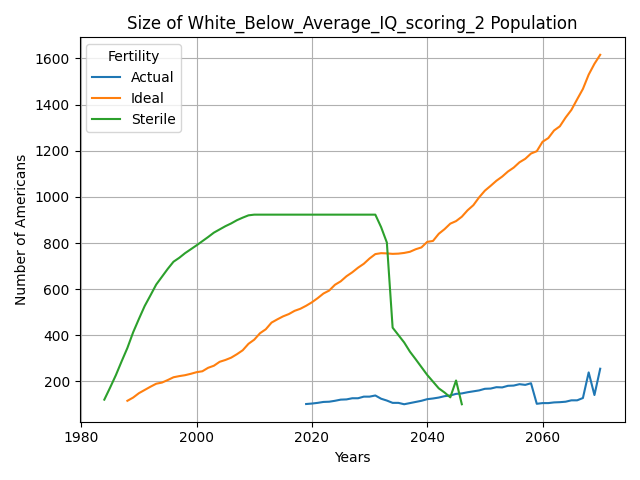 Size of White_Below_Average_IQ_scoring_2 Population
Fertility
Actual
Ideal
Sterile
Number of Americans
1600
1400
1200
1000
800
600
400
200
1980
2000
2020
2040
2060
Years